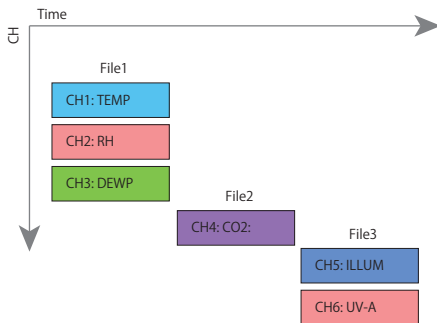 Time
CH
File1
CH1: TEMP
CH2: RH
CH3: DEWP
File2
CH4: CO2:
File3
CH5: ILLUM
CH6: UV-A